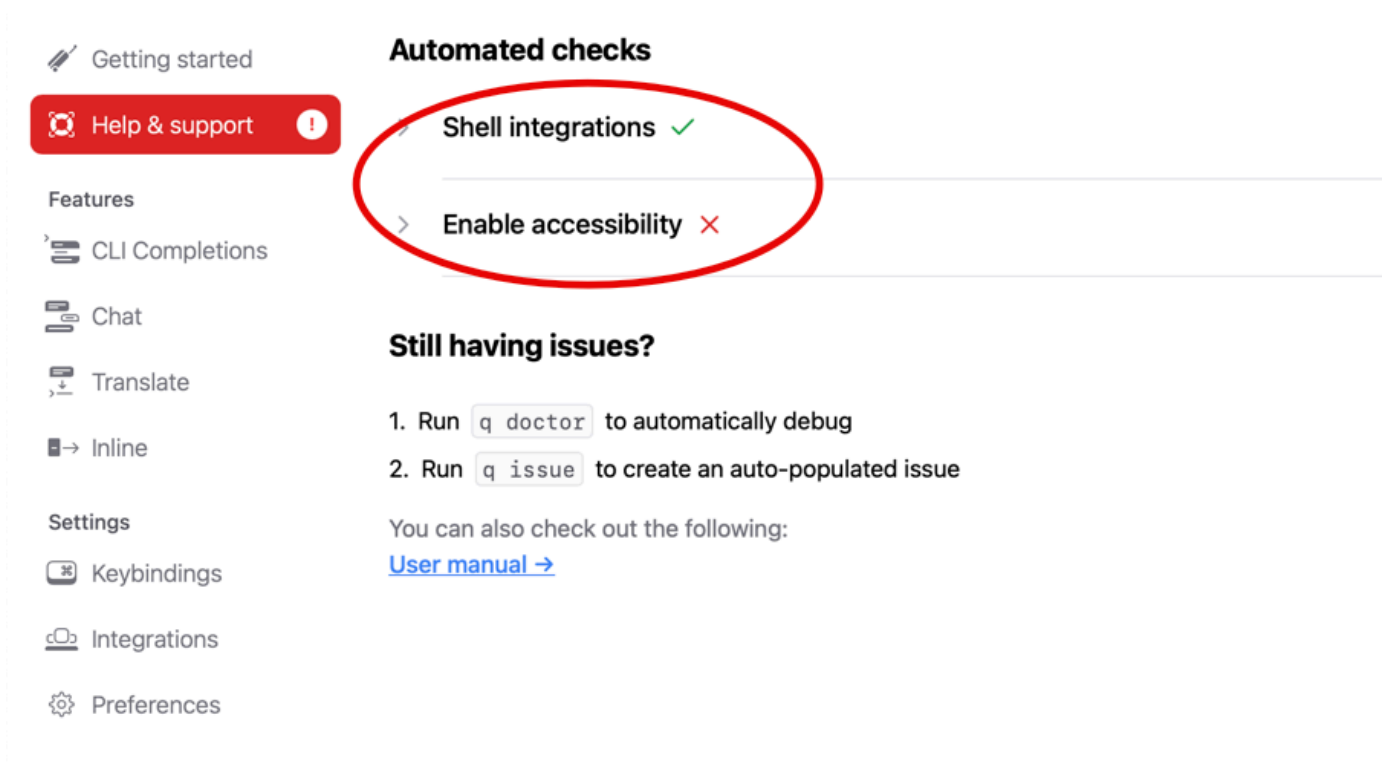 Getting started
Help & support
Features
CLI Completions
Chat
Translate
Inline
Settings
Keybindings
Integrations
Preferences
Automated checks
Shell integrations
Enable accessibility
Still having issues?
1. Run q doctor to automatically debug
2. Run q issue to create an auto-populated issue
You can also check out the following:
User manual →